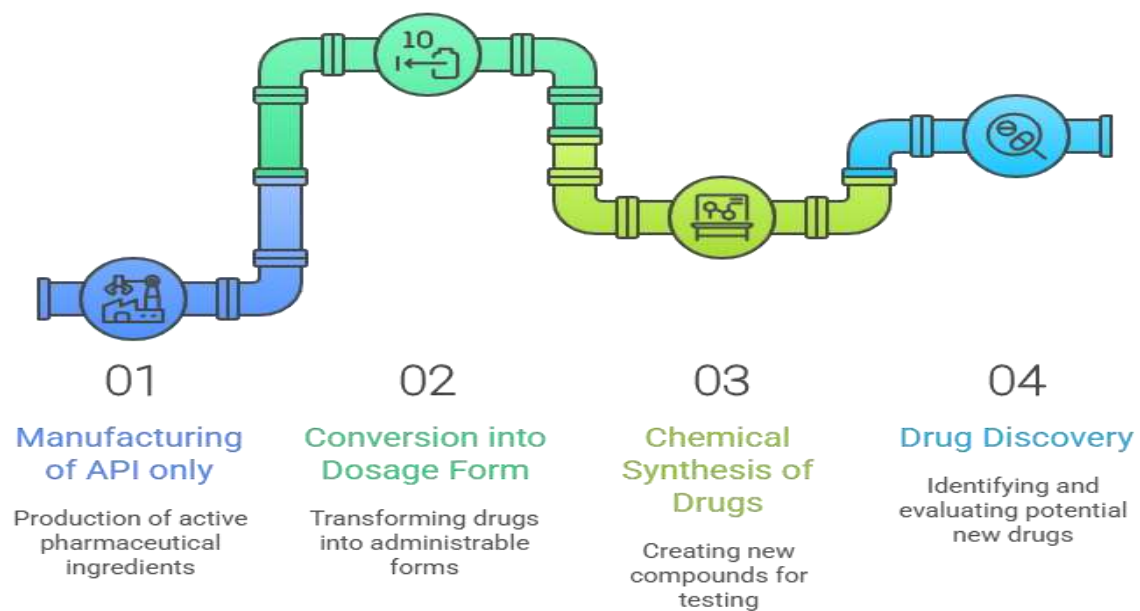 10
01
Manufacturing
of API only
Production of active
pharmaceutical
ingredients
02
Conversion into
Dosage Form
Transforming drugs
into administrable
forms
03
Chemical
Synthesis of
Drugs
Creating new
compounds for
testing
04
Drug Discovery
Identifying and
evaluating potential
new drugs